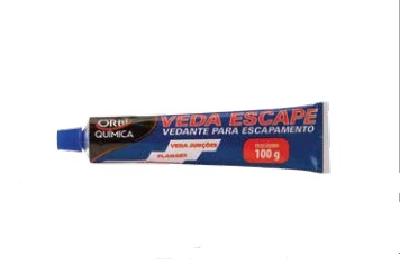 ORBI
QUÍMICA
VEDA ESCAPE
VEDANTE PARA ESCAPAMENTO
VEDA JUNÇÕES
FLANGES
100 g